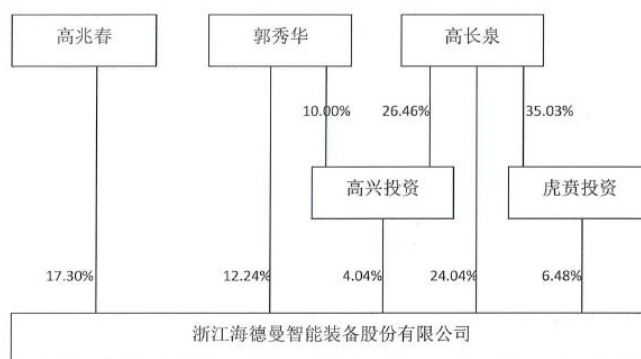 高兆春
郭秀华
高长泉
10.00%
26.46%
35.03%
高兴投资
虎贲投资
17.30%
12.24%
4.04%
24.04%
6.48%
浙江海德曼智能装备股份有限公司